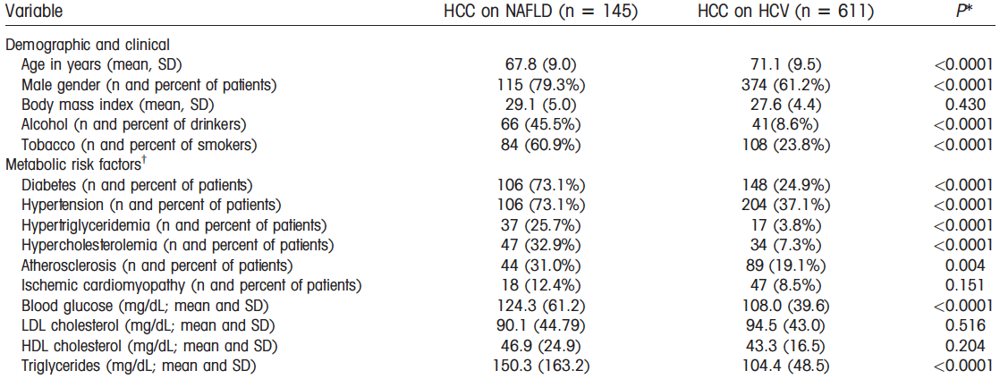 Variable HCC on NAFLD (n = 145) HCC on HCV (n = 611) P*
Demographic and clinical
Age in years (mean, SD) 67.8 (9.0) 71.1 (9.5) <0.0001
Male gender (n and percent of patients) 115 (79.3%) 374 (61.2%) <0.0001
Body mass index (mean, SD) 29.1 (5.0) 27.6 (4.4) 0.430
Alcohol (n and percent of drinkers) 66 (45.5%) 41(8.6%) <0.0001
Tobacco (n and percent of smokers) 84 (60.9%) 108 (23.8%) <0.0001
Metabolic risk factors†
Diabetes (n and percent of patients) 106 (73.1%) 148 (24.9%) <0.0001
Hypertension (n and percent of patients) 106 (73.1%) 204 (37.1%) <0.0001
Hypertriglyceridemia (n and percent of patients) 37 (25.7%) 17 (3.8%) <0.0001
Hypercholesterolemia (n and percent of patients) 47 (32.9%) 34 (7.3%) <0.0001
Atherosclerosis (n and percent of patients) 44 (31.0%) 89 (19.1%) 0.004
Ischemic cardiomyopathy (n and percent of patients) 18 (12.4%) 47 (8.5%) 0.151
Blood glucose (mg/dL; mean and SD) 124.3 (61.2) 108.0 (39.6) <0.0001
LDL cholesterol (mg/dL; mean and SD) 90.1 (44.79) 94.5 (43.0) 0.516
HDL cholesterol (mg/dL; mean and SD) 46.9 (24.9) 43.3 (16.5) 0.204
Triglycerides (mg/dL; mean and SD) 150.3 (163.2) 104.4 (48.5) <0.0001